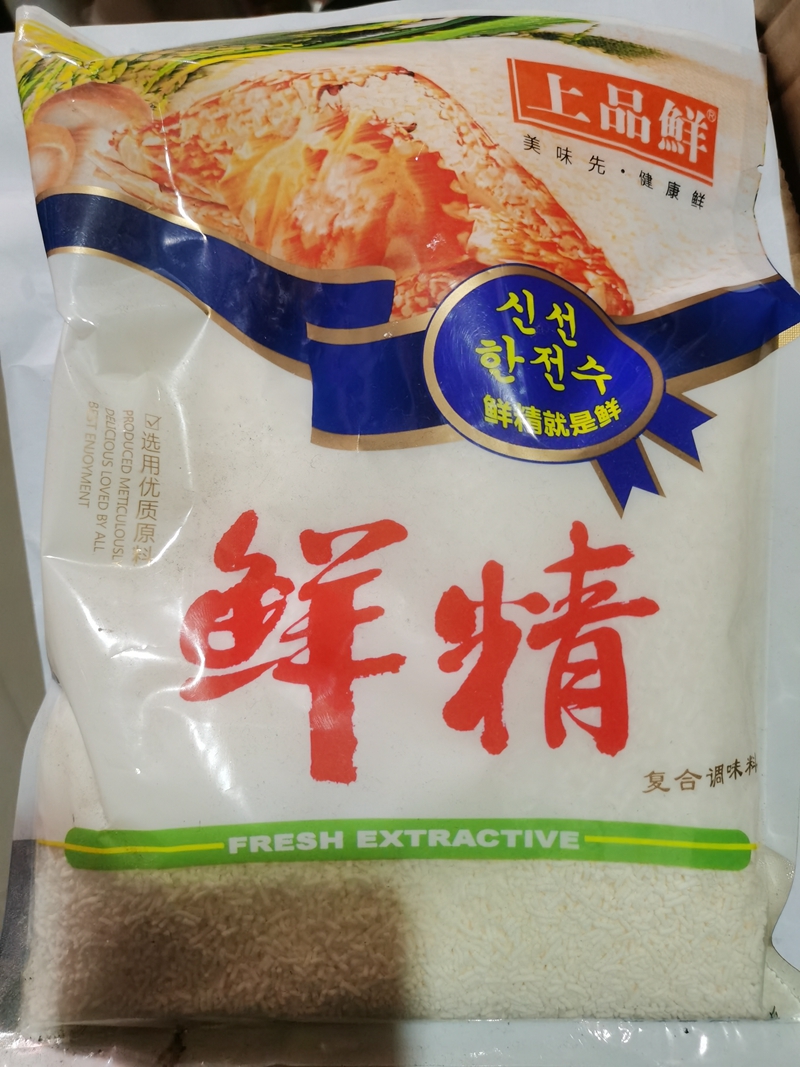 上品鲜®
美味先·健康鲜
신선
한전수
鲜精就是鲜
选用优质原料
PRODUCED METICULOUSL
DELICIOUS LOVED BY ALL
BEST ENJOYMENT
鲜精
复合调味料
FRESH EXTRACTIVE